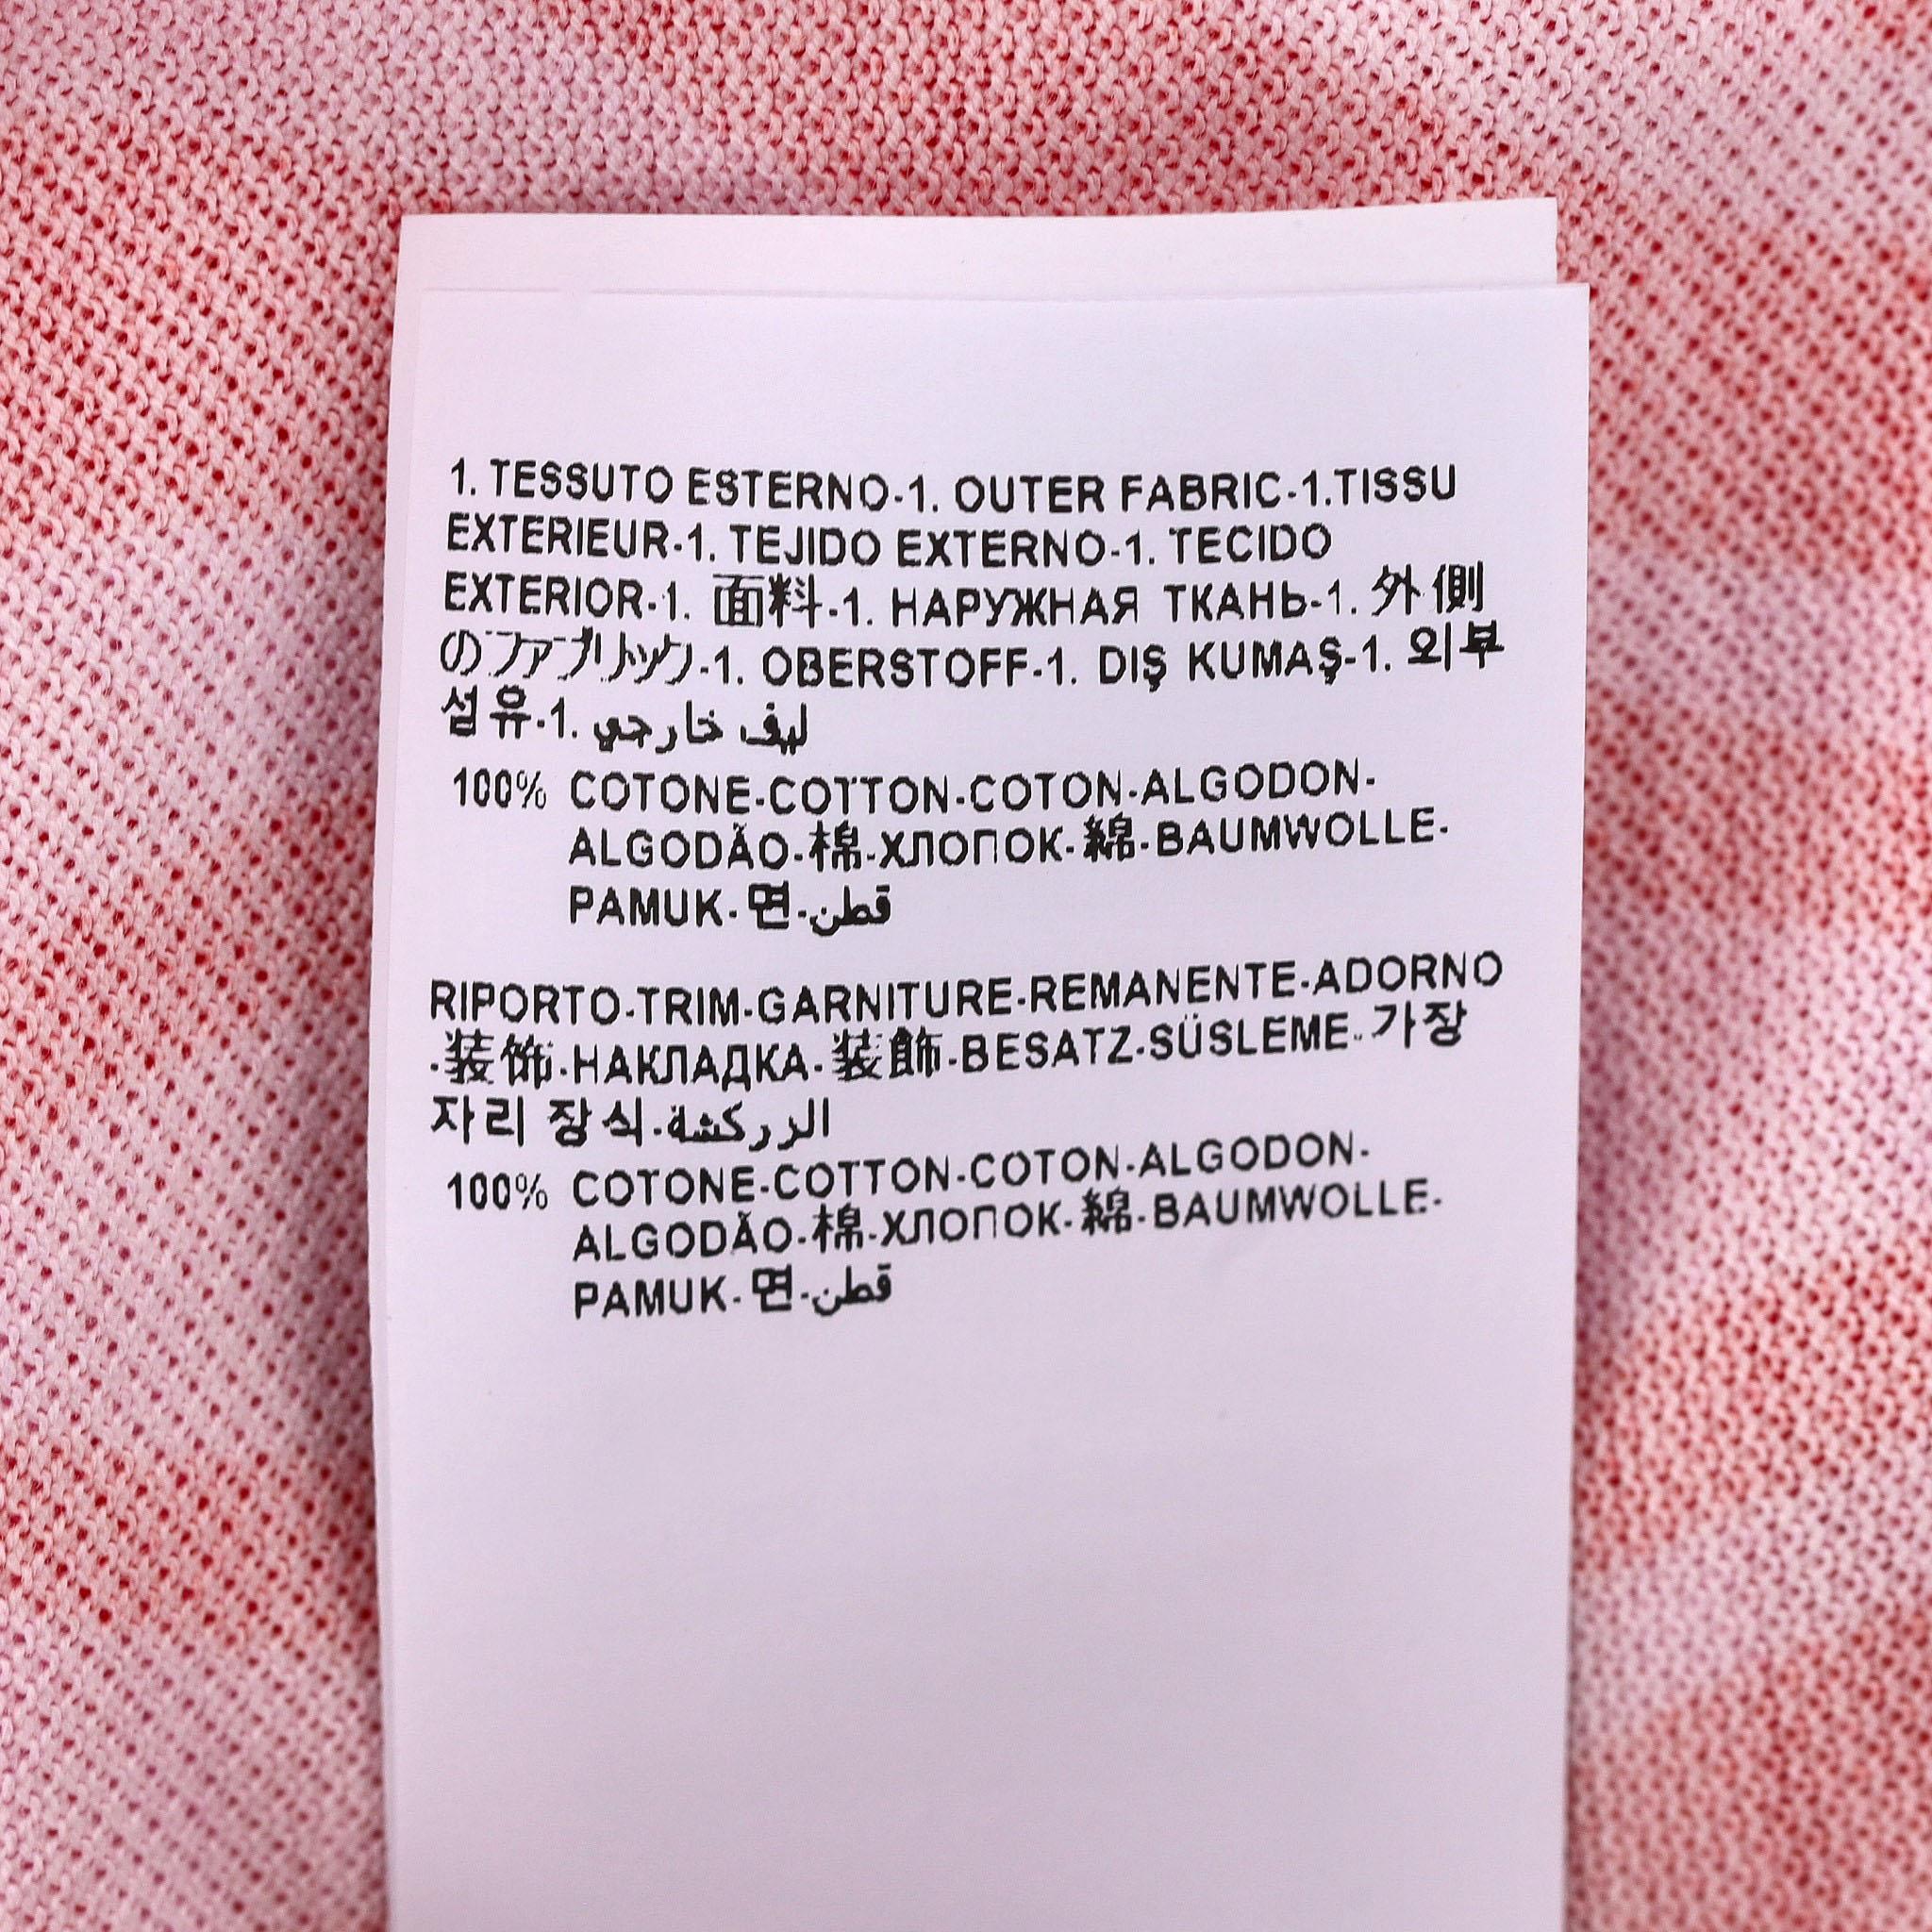 1. TESSUTO ESTERNO-1. OUTER FABRIC-1.TISSU
EXTERIEUR-1. TEJIDO EXTERNO-1. TECIDO
EXTERIOR-1. 面料-1. НАРУЖНАЯ ТКАНЬ-1. 外側
のファブリック-1. OBERSTOFF-1. DIŞ KUMAŞ-1. 외부
섬유-1. ليف خارجي
100% COTONE-COTTON-COTON-ALGODON-
ALGODÃO-棉-ХЛОПОК-綿-BAUMWOLLE-
PAMUK-면-قطن
RIPORTO-TRIM-GARNITURE-REMANENTE-ADORNO
-装饰-НАКЛАДКА-装飾-BESATZ-SÜSLEME-가장
자리 장식-الزركشة
100% COTONE-COTTON-COTON-ALGODON-
ALGODÃO-棉-ХЛОПОК-綿-BAUMWOLLE-
PAMUK-면-قطن